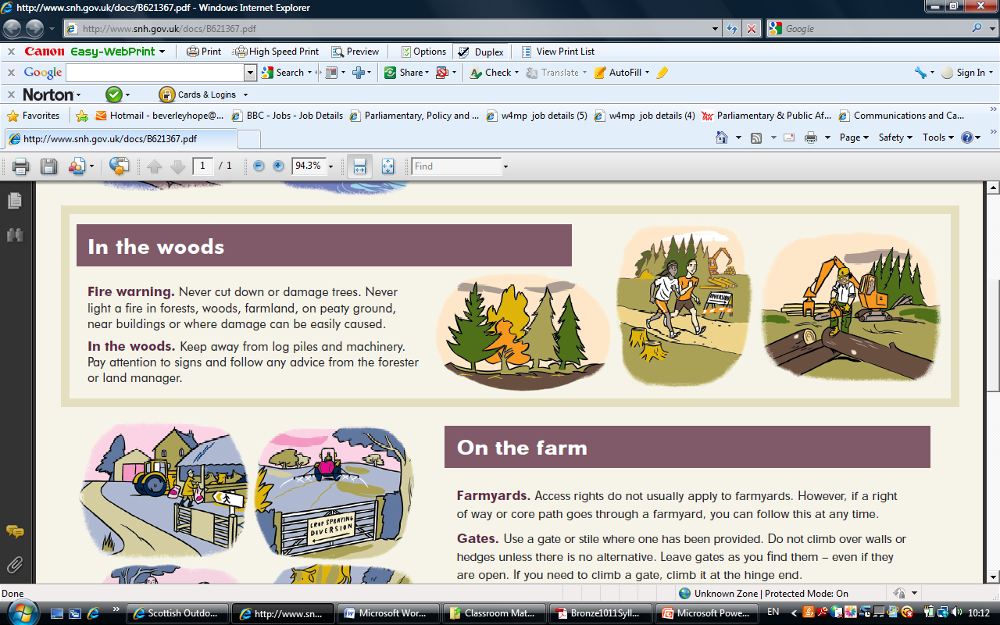 http://www.snh.gov.uk/docs/B621367.pdf - Windows Internet Explorer
http://www.snh.gov.uk/docs/B621367.pdf Google
x Canon Easy-WebPrint Print High Speed Print Preview Options Duplex View Print List
x Google Search Share Check Translate AutoFill Sign In
x Norton Cards & Logins
Favorites Hotmail - beverleyhope@... BBC - Jobs - Job Details Parliamentary, Policy and ... w4mp job details (5) w4mp job details (4) Parliamentary & Public Af... Communications and Ca...
http://www.snh.gov.uk/docs/B621367.pdf Page Safety Tools
1 / 1 94.3% Find
In the woods
Fire warning. Never cut down or damage trees. Never
light a fire in forests, woods, farmland, on peaty ground,
near buildings or where damage can be easily caused.
In the woods. Keep away from log piles and machinery.
Pay attention to signs and follow any advice from the forester
or land manager.
DIVERSION
CROP SPRAYING
DIVERSION
On the farm
Farmyards. Access rights do not usually apply to farmyards. However, if a right
of way or core path goes through a farmyard, you can follow this at any time.
Gates. Use a gate or stile where one has been provided. Do not climb over walls or
hedges unless there is no alternative. Leave gates as you find them – even if they
are open. If you need to climb a gate, climb it at the hinge end.
Done Unknown Zone | Protected Mode: On
Scottish Outdo... http://www.sn... Microsoft Wor... Classroom Mat... Bronze1011Syll... Microsoft Powe... EN 10:12